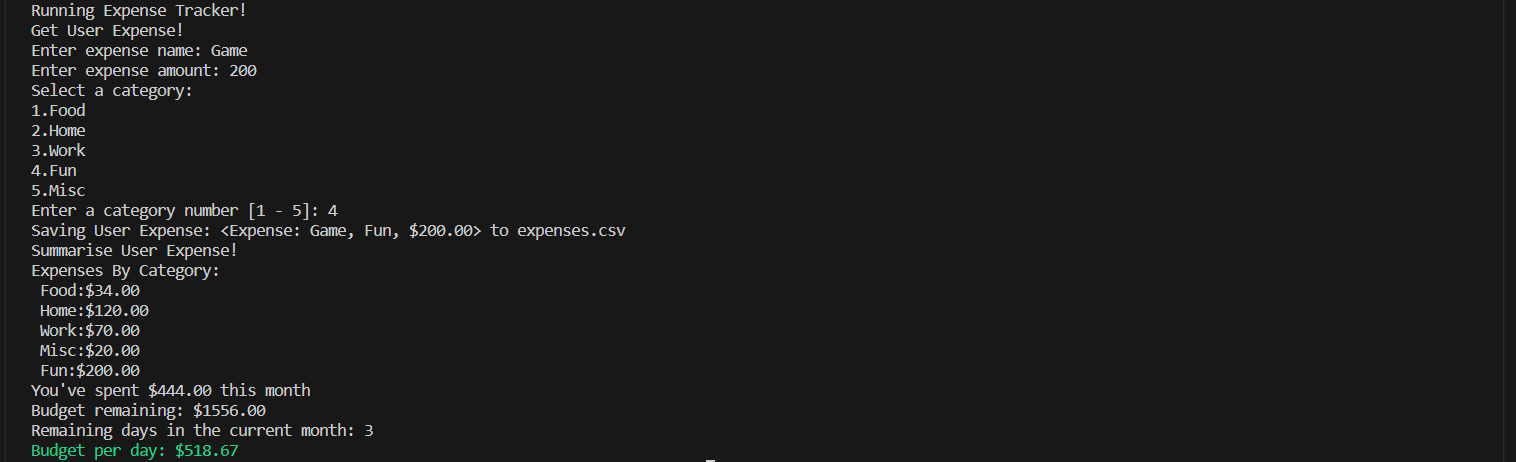 Running Expense Tracker!
Get User Expense!
Enter expense name: Game
Enter expense amount: 200
Select a category:
1.Food
2.Home
3.Work
4.Fun
5.Misc
Enter a category number [1 - 5]: 4
Saving User Expense: <Expense: Game, Fun, $200.00> to expenses.csv
Summarise User Expense!
Expenses By Category:
 Food:$34.00
 Home:$120.00
 Work:$70.00
 Misc:$20.00
 Fun:$200.00
You've spent $444.00 this month
Budget remaining: $1556.00
Remaining days in the current month: 3
Budget per day: $518.67